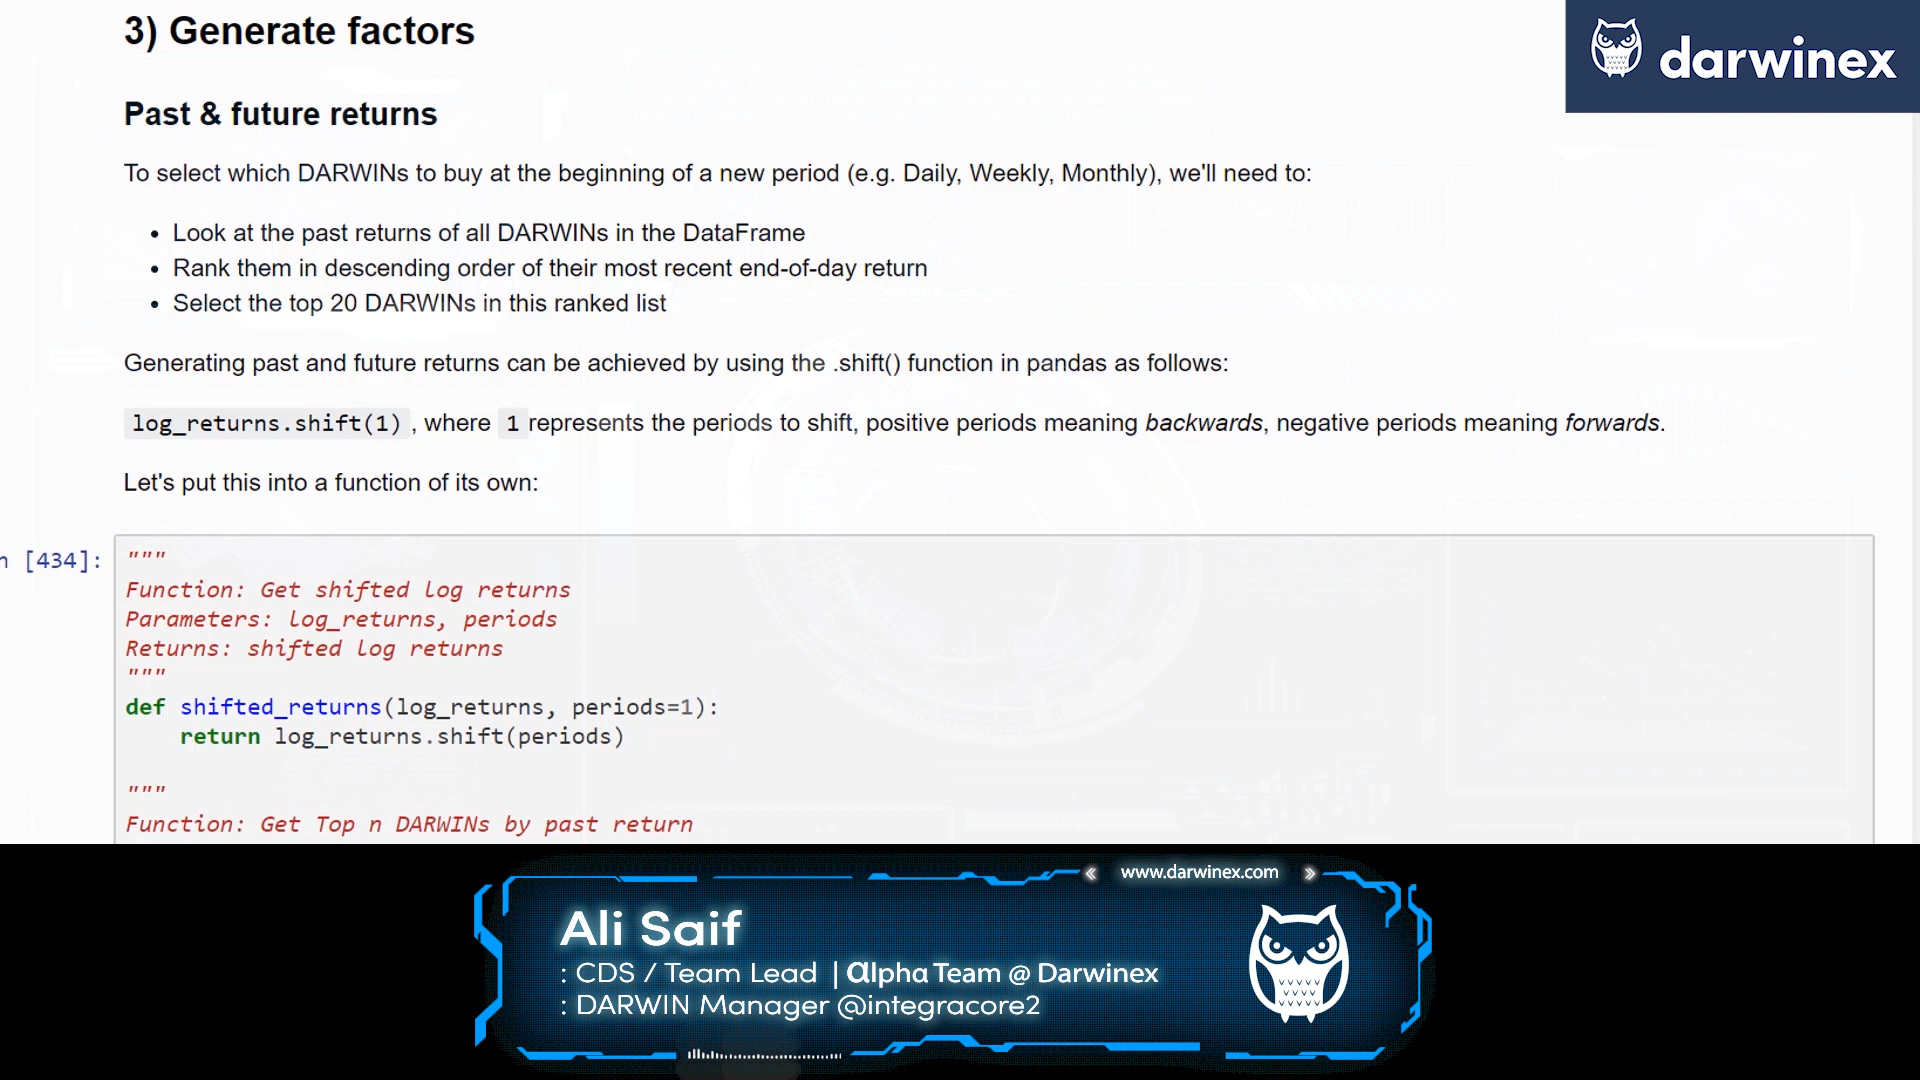 3) Generate factors
darwinex
Past & future returns
To select which DARWINs to buy at the beginning of a new period (e.g. Daily, Weekly, Monthly), we'll need to:
• Look at the past returns of all DARWINs in the DataFrame
• Rank them in descending order of their most recent end-of-day return
• Select the top 20 DARWINs in this ranked list
Generating past and future returns can be achieved by using the .shift() function in pandas as follows:
log_returns.shift(1) , where 1 represents the periods to shift, positive periods meaning backwards, negative periods meaning forwards.
Let's put this into a function of its own:
n [434]:
"""
Function: Get shifted log returns
Parameters: log_returns, periods
Returns: shifted log returns
"""
def shifted_returns(log_returns, periods=1):
    return log_returns.shift(periods)
"""
Function: Get Top n DARWINs by past return
« www.darwinex.com »
Ali Saif
: CDS / Team Lead | αlpha Team @ Darwinex
: DARWIN Manager @integracore2